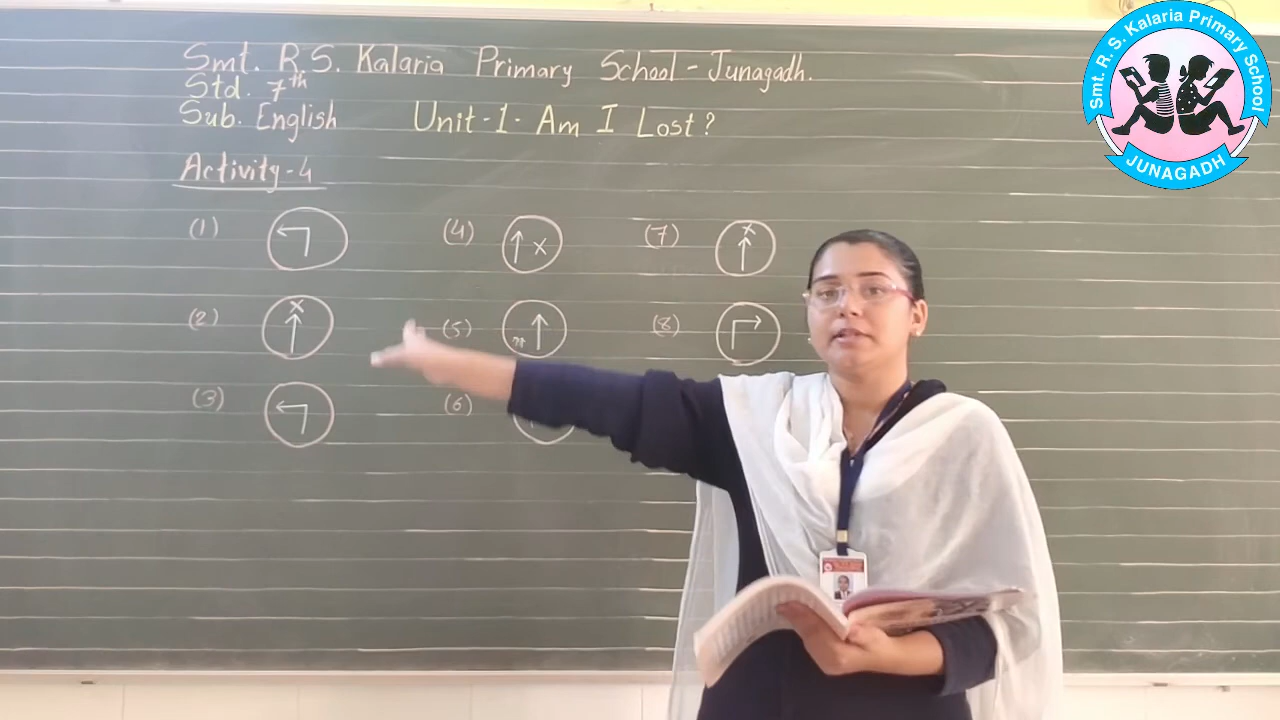 Smt. R.S. Kalaria Primary School - Junagadh.
Std. 7th
Sub. English Unit-1. Am I Lost?
Activity-4
(1) (4) x (7) x
(2) x (5) (8)
(3) (6)
Smt. R. S. Kalaria Primary School
JUNAGADH